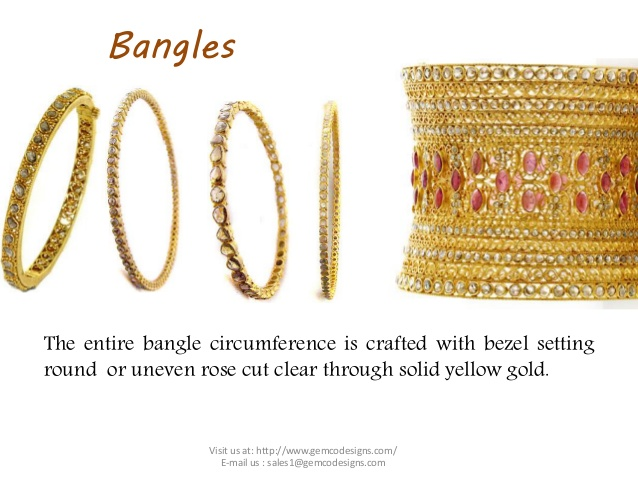 Bangles
The entire bangle circumference is crafted with bezel setting
round or uneven rose cut clear through solid yellow gold.
Visit us at: http://www.gemcodesigns.com/
E-mail us : sales1@gemcodesigns.com